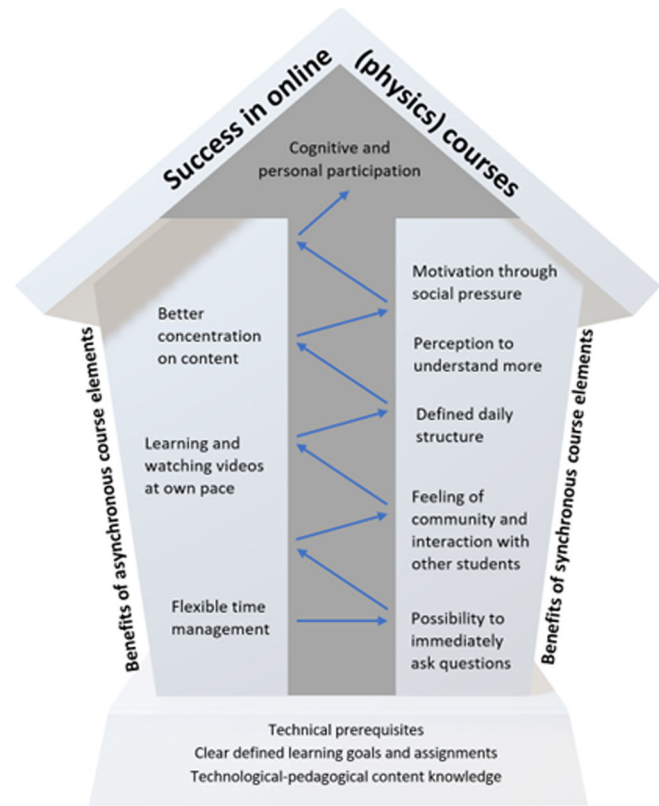 Success in online
(physics) courses
Cognitive and
personal participation
Benefits of asynchronous course elements
Better
concentration
on content
Learning and
watching videos
at own pace
Flexible time
management
Motivation through
social pressure
Perception to
understand more
Defined daily
structure
Feeling of
community and
interaction with
other students
Possibility to
immediately
ask questions
Benefits of synchronous course elements
Technical prerequisites
Clear defined learning goals and assignments
Technological-pedagogical content knowledge